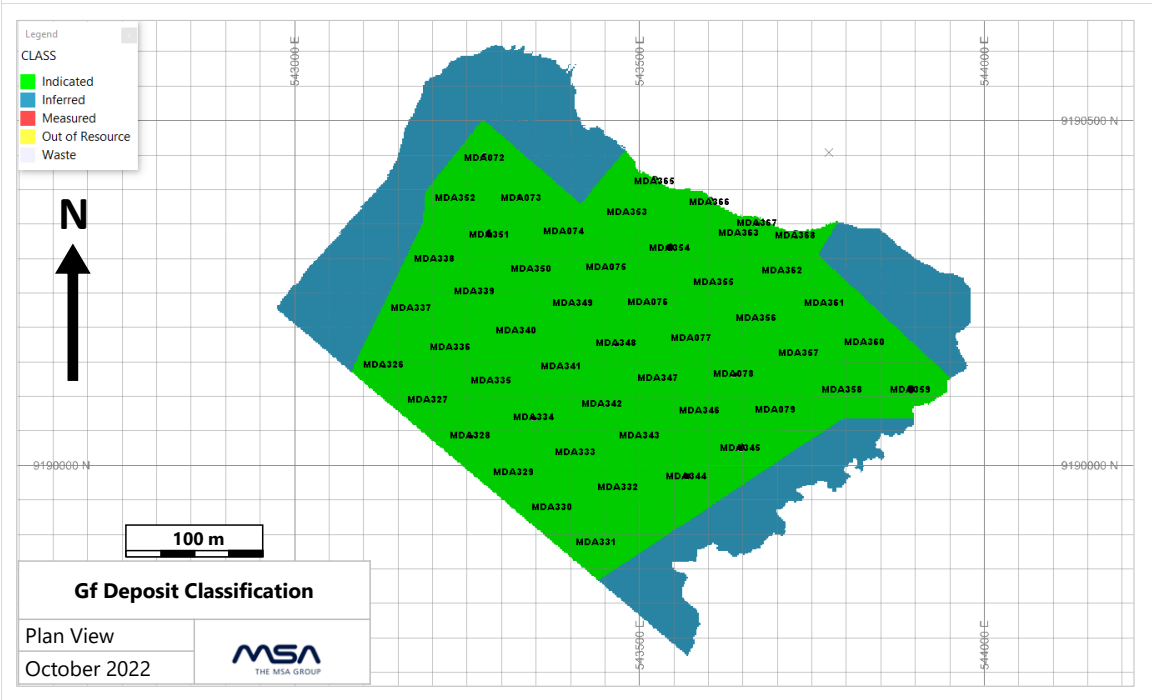 Legend
CLASS
Indicated
Inferred
Measured
Out of Resource
Waste
543000 E
543500 E
544000 E
9190500 N
N
MDA072
MDA365
MDA352
MDA073
MDA366
MDA353
MDA367
MDA351
MDA074
MDA363
MDA368
MDA354
MDA338
MDA350
MDA075
MDA362
MDA355
MDA339
MDA337
MDA349
MDA076
MDA361
MDA356
MDA340
MDA336
MDA348
MDA077
MDA360
MDA357
MDA326
MDA341
MDA335
MDA347
MDA078
MDA358
MDA359
MDA327
MDA342
MDA334
MDA346
MDA079
MDA328
MDA343
MDA345
MDA333
9190000 N
9190000 N
MDA329
MDA344
MDA332
MDA330
MDA331
100 m
Gf Deposit Classification
Plan View
October 2022
MSA
THE MSA GROUP
543500 E
544000 E